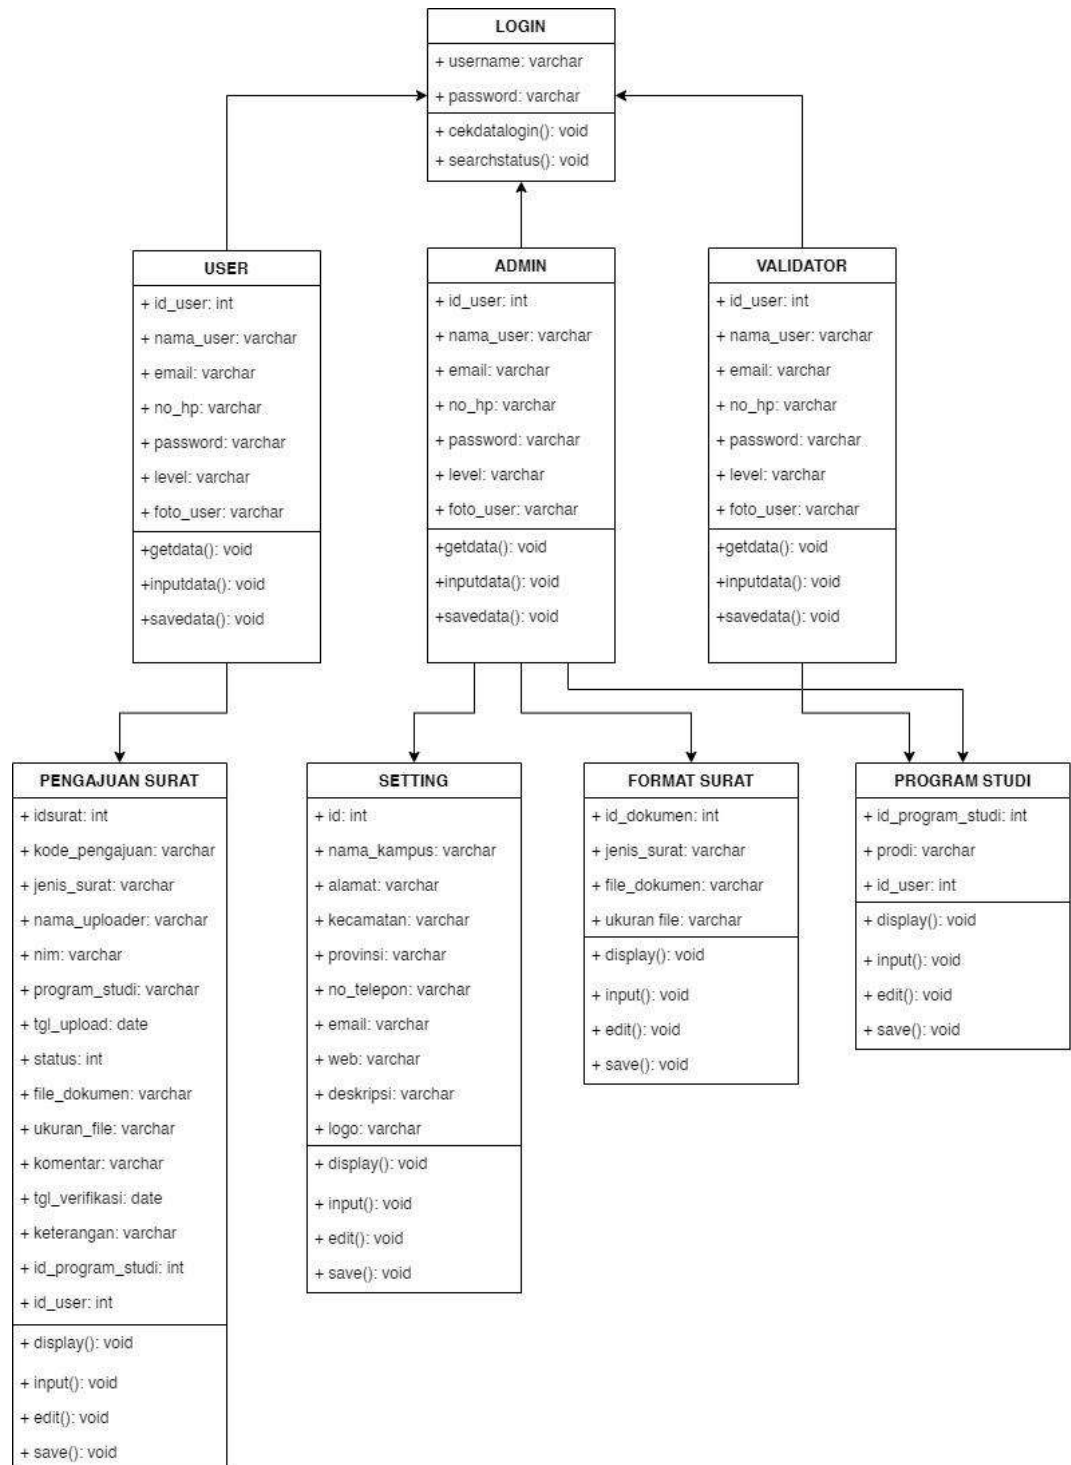 LOGIN
+ username: varchar
+ password: varchar
+ cekdatalogin(): void
+ searchstatus(): void
USER
+ id_user: int
+ nama_user: varchar
+ email: varchar
+ no_hp: varchar
+ password: varchar
+ level: varchar
+ foto_user: varchar
+getdata(): void
+inputdata(): void
+savedata(): void
ADMIN
+ id_user: int
+ nama_user: varchar
+ email: varchar
+ no_hp: varchar
+ password: varchar
+ level: varchar
+ foto_user: varchar
+getdata(): void
+inputdata(): void
+savedata(): void
VALIDATOR
+ id_user: int
+ nama_user: varchar
+ email: varchar
+ no_hp: varchar
+ password: varchar
+ level: varchar
+ foto_user: varchar
+getdata(): void
+inputdata(): void
+savedata(): void
PENGAJUAN SURAT
+ idsurat: int
+ kode_pengajuan: varchar
+ jenis_surat: varchar
+ nama_uploader: varchar
+ nim: varchar
+ program_studi: varchar
+ tgl_upload: date
+ status: int
+ file_dokumen: varchar
+ ukuran_file: varchar
+ komentar: varchar
+ tgl_verifikasi: date
+ keterangan: varchar
+ id_program_studi: int
+ id_user: int
+ display(): void
+ input(): void
+ edit(): void
+ save(): void
SETTING
+ id: int
+ nama_kampus: varchar
+ alamat: varchar
+ kecamatan: varchar
+ provinsi: varchar
+ no_telepon: varchar
+ email: varchar
+ web: varchar
+ deskripsi: varchar
+ logo: varchar
+ display(): void
+ input(): void
+ edit(): void
+ save(): void
FORMAT SURAT
+ id_dokumen: int
+ jenis_surat: varchar
+ file_dokumen: varchar
+ ukuran file: varchar
+ display(): void
+ input(): void
+ edit(): void
+ save(): void
PROGRAM STUDI
+ id_program_studi: int
+ prodi: varchar
+ id_user: int
+ display(): void
+ input(): void
+ edit(): void
+ save(): void